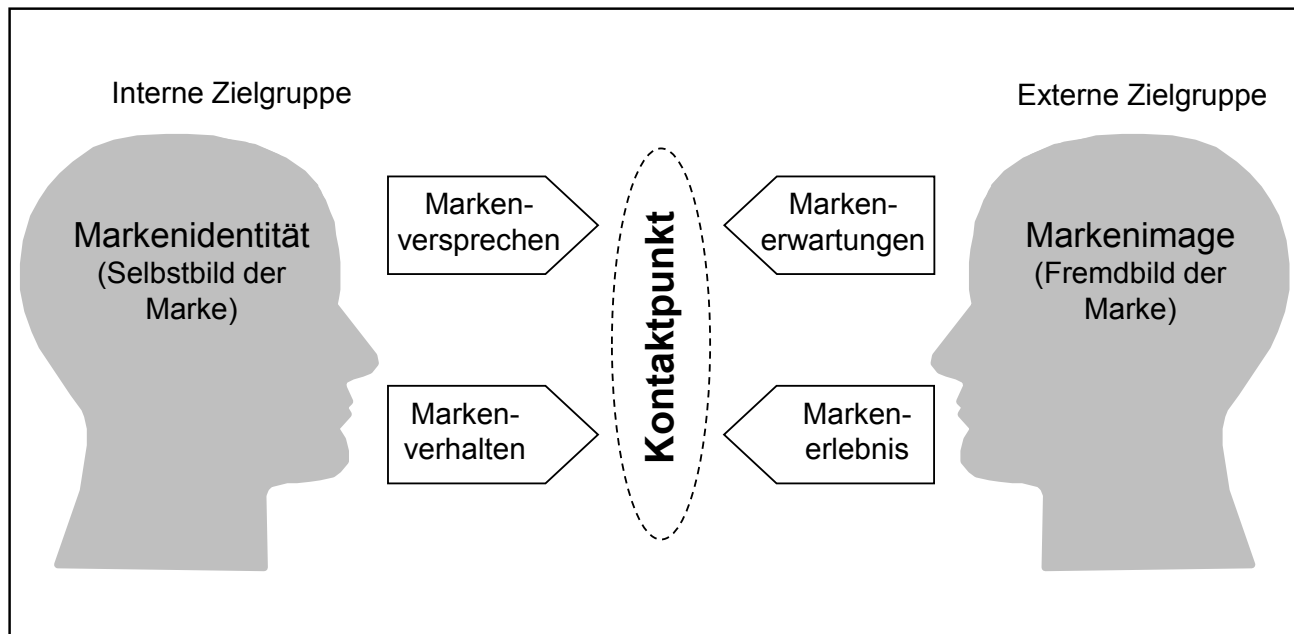 Interne Zielgruppe
Externe Zielgruppe
Markenidentität
(Selbstbild der
Marke)
Marken-
versprechen
Marken-
verhalten
Kontaktpunkt
Marken-
erwartungen
Marken-
erlebnis
Markenimage
(Fremdbild der
Marke)